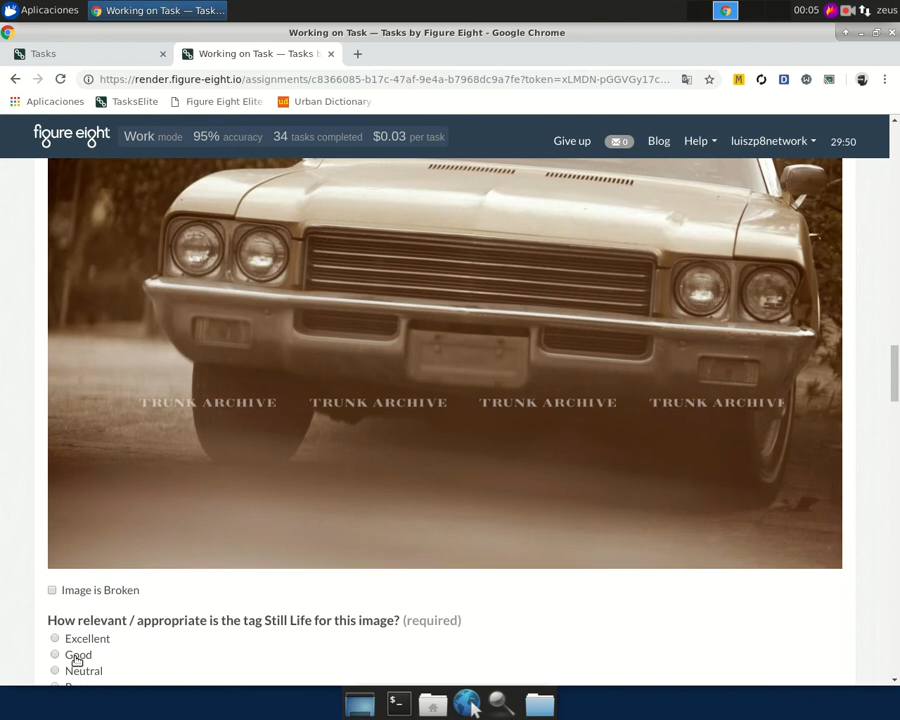 Aplicaciones
Working on Task — Task...
00:05
zeus
Working on Task — Tasks by Figure Eight - Google Chrome
Tasks
Working on Task — Tasks b
https://render.figure-eight.io/assignments/c8366085-b17c-47af-9e4a-b7968dc9a7fe?token=xLMDN-pGGVGy17c...
Aplicaciones
TasksElite
Figure Eight Elite
ud Urban Dictionary
figure eight
Work mode 95% accuracy 34 tasks completed $0.03 per task
Give up
0
Blog
Help
luiszp8network
29:50
TRUNK ARCHIVE TRUNK ARCHIVE TRUNK ARCHIVE TRUNK ARCHIVE
Image is Broken
How relevant / appropriate is the tag Still Life for this image? (required)
Excellent
Good
Neutral